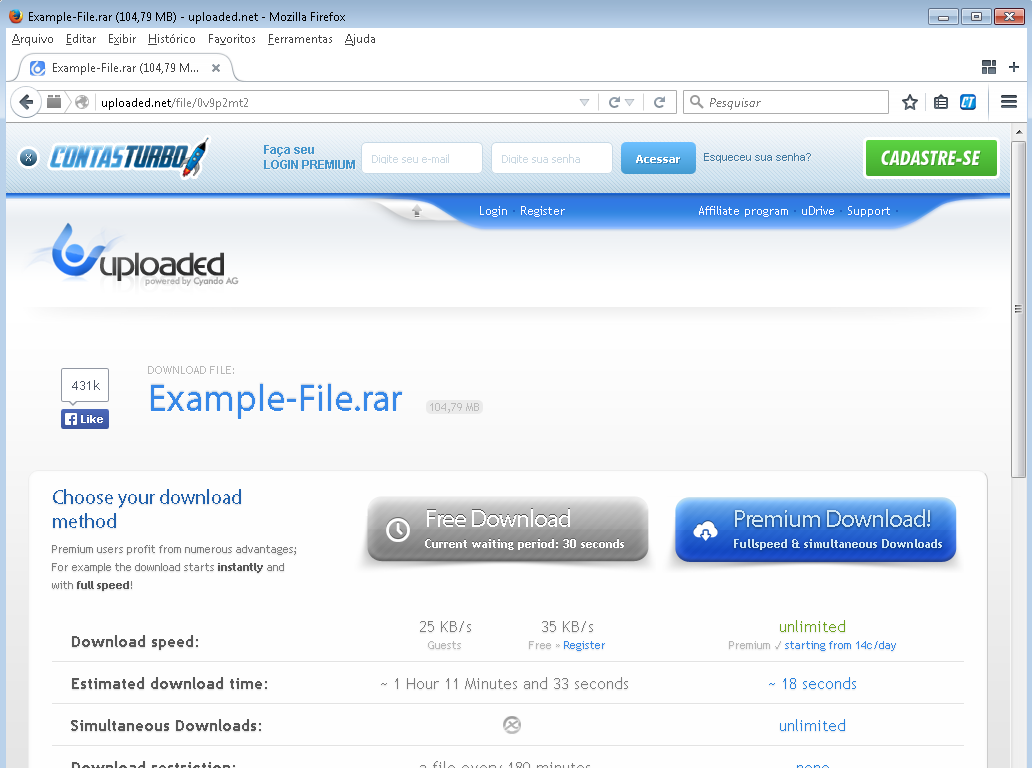 Example-File.rar (104,79 MB) - uploaded.net - Mozilla Firefox
Arquivo Editar Exibir Histórico Favoritos Ferramentas Ajuda
Example-File.rar (104,79 M...
uploaded.net/file/0v9p2mt2
Pesquisar
CT
x
CONTASTURBO
Faça seu
LOGIN PREMIUM
Digite seu e-mail
Digite sua senha
Acessar
Esqueceu sua senha?
CADASTRE-SE
Login · Register
Affiliate program · uDrive · Support ·
uploaded
powered by Cyando AG
431k
Like
DOWNLOAD FILE:
Example-File.rar
104,79 MB
Choose your download
method
Premium users profit from numerous advantages;
For example the download starts instantly and
with full speed!
Free Download
Current waiting period: 30 seconds
Premium Download!
Fullspeed & simultaneous Downloads
Download speed:
25 KB/s
Guests
35 KB/s
Free » Register
unlimited
Premium ✓ starting from 14c/day
Estimated download time:
~ 1 Hour 11 Minutes and 33 seconds
~ 18 seconds
Simultaneous Downloads:
unlimited
Download restriction:
a file every 180 minutes
none